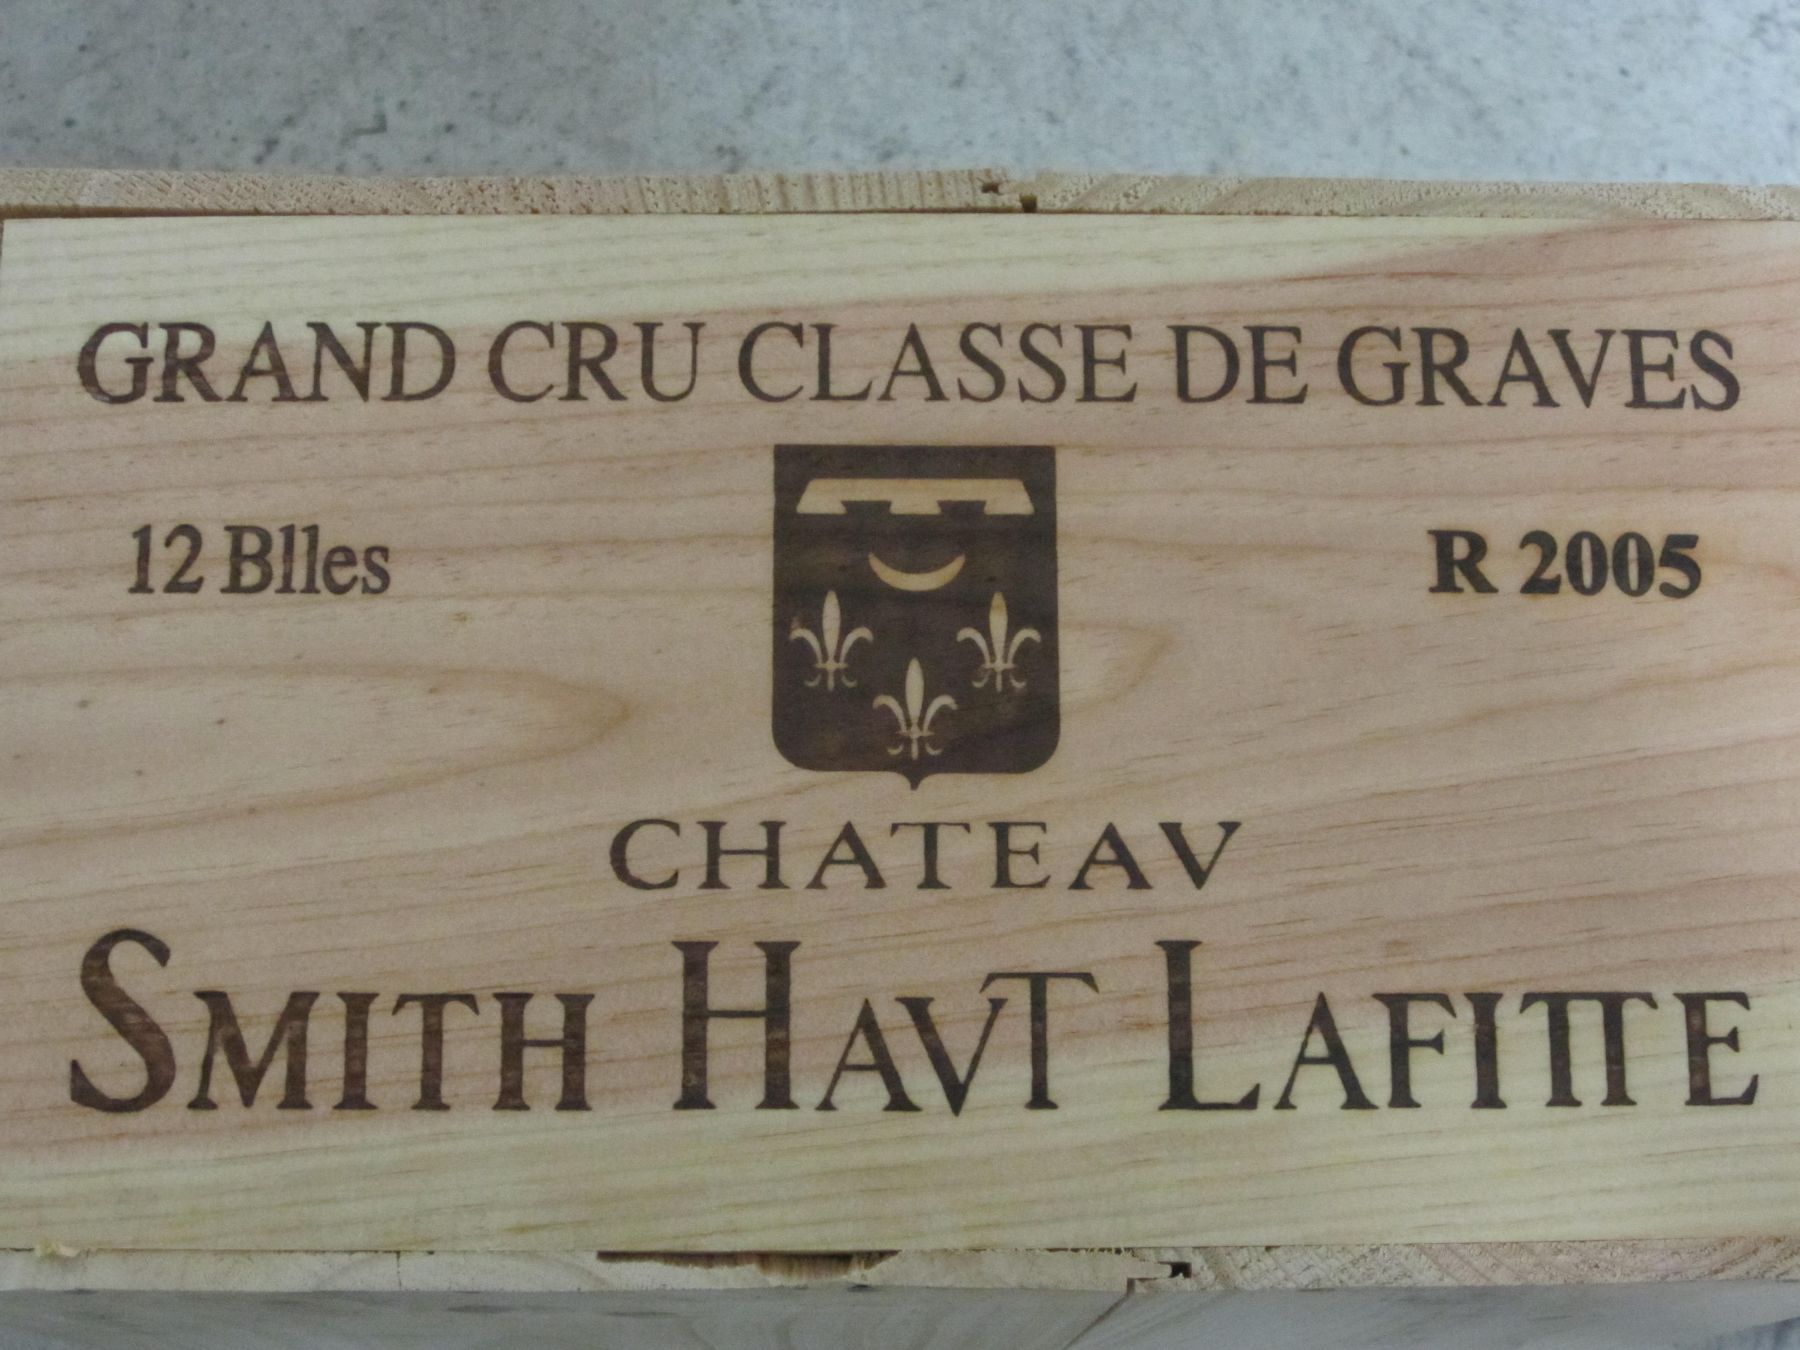 GRAND CRU CLASSE DE GRAVES
12 Blles
R 2005
CHATEAV
SMITH HAVT LAFITTE